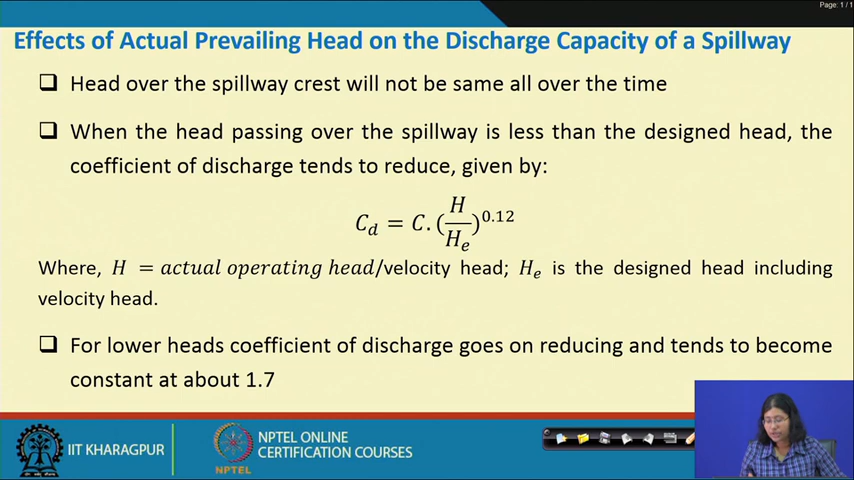 Page: 1 / 1
Effects of Actual Prevailing Head on the Discharge Capacity of a Spillway
❑ Head over the spillway crest will not be same all over the time
❑ When the head passing over the spillway is less than the designed head, the
coefficient of discharge tends to reduce, given by:
C_d = C. (H/H_e)^0.12
Where, H = actual operating head/velocity head; H_e is the designed head including
velocity head.
❑ For lower heads coefficient of discharge goes on reducing and tends to become
constant at about 1.7
IIT KHARAGPUR
NPTEL
NPTEL ONLINE
CERTIFICATION COURSES